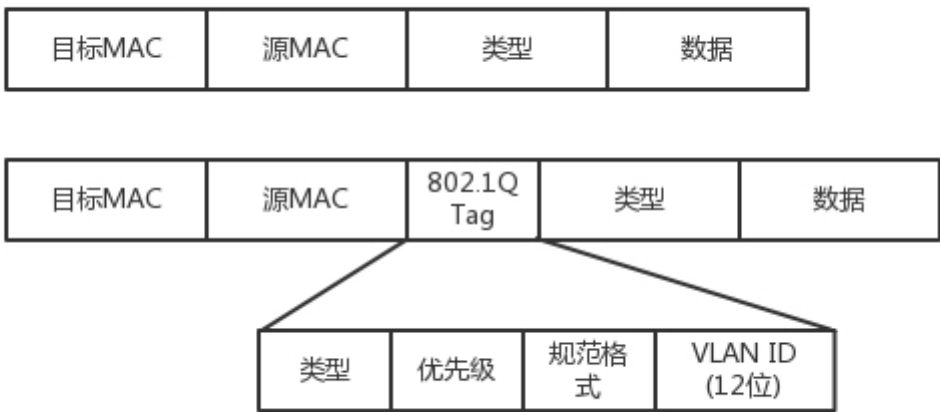 目标MAC 源MAC 类型 数据
目标MAC 源MAC 802.1Q Tag 类型 数据
类型 优先级 规范格式 VLAN ID (12位)